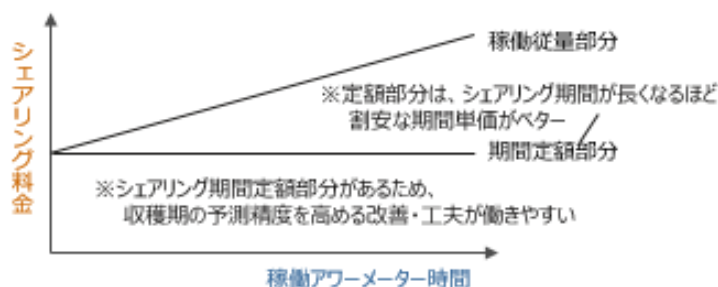 シェアリング料金
稼働従量部分
※定額部分は、シェアリング期間が長くなるほど
割安な期間単価がベター
期間定額部分
※シェアリング期間定額部分があるため、
収穫期の予測精度を高める改善・工夫が働きやすい
稼働アワーメーター時間